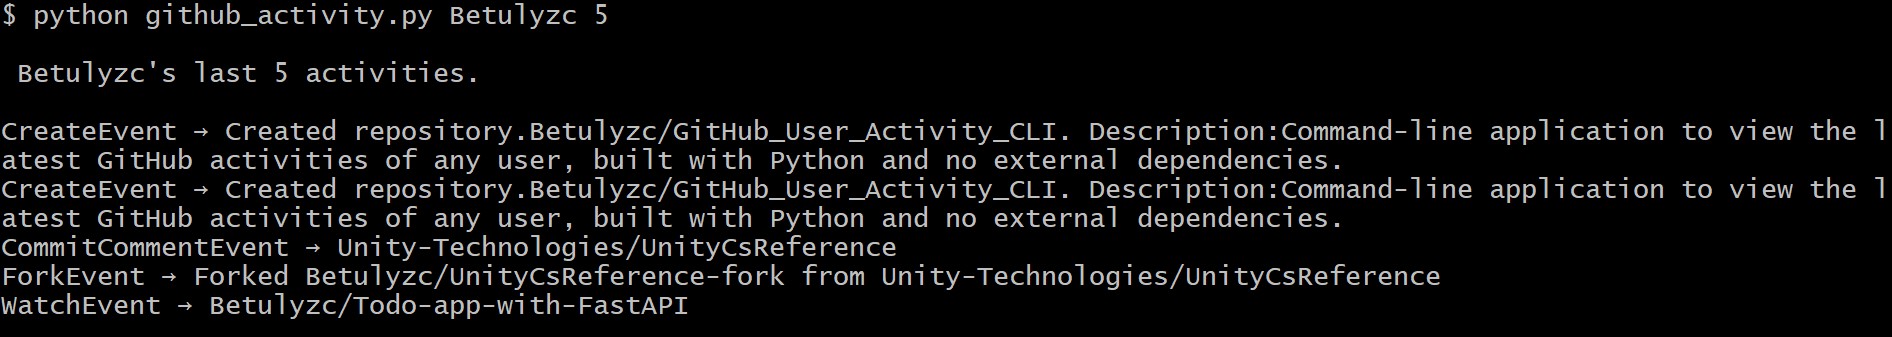 $ python github_activity.py Betulyzc 5
Betulyzc's last 5 activities.
CreateEvent → Created repository.Betulyzc/GitHub_User_Activity_CLI. Description:Command-line application to view the l
atest GitHub activities of any user, built with Python and no external dependencies.
CreateEvent → Created repository.Betulyzc/GitHub_User_Activity_CLI. Description:Command-line application to view the l
atest GitHub activities of any user, built with Python and no external dependencies.
CommitCommentEvent → Unity-Technologies/UnityCsReference
ForkEvent → Forked Betulyzc/UnityCsReference-fork from Unity-Technologies/UnityCsReference
WatchEvent → Betulyzc/Todo-app-with-FastAPI